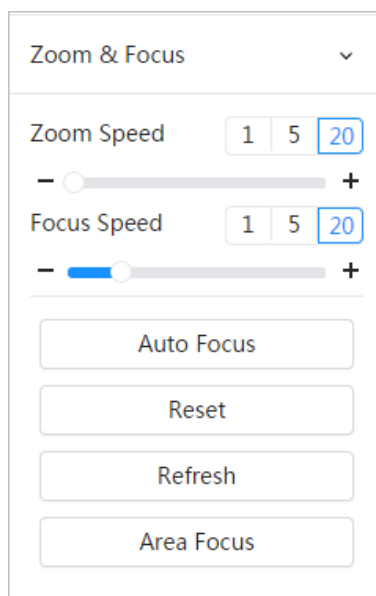 Zoom & Focus
Zoom Speed 1 5 20
− +
Focus Speed 1 5 20
− +
Auto Focus
Reset
Refresh
Area Focus